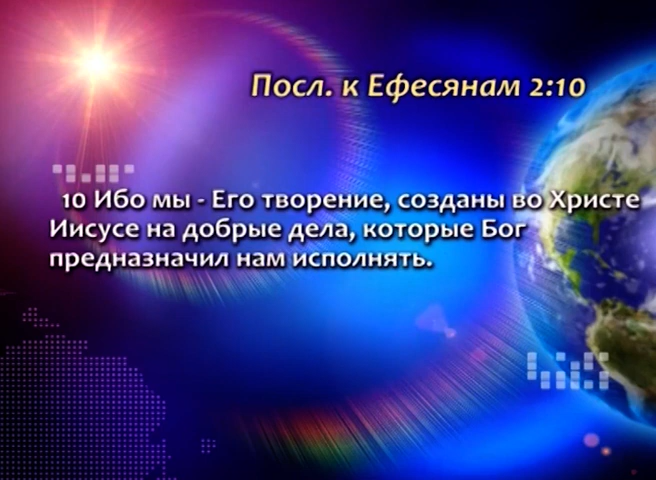 Посл. к Ефесянам 2:10
10 Ибо мы - Его творение, созданы во Христе
Иисусе на добрые дела, которые Бог
предназначил нам исполнять.